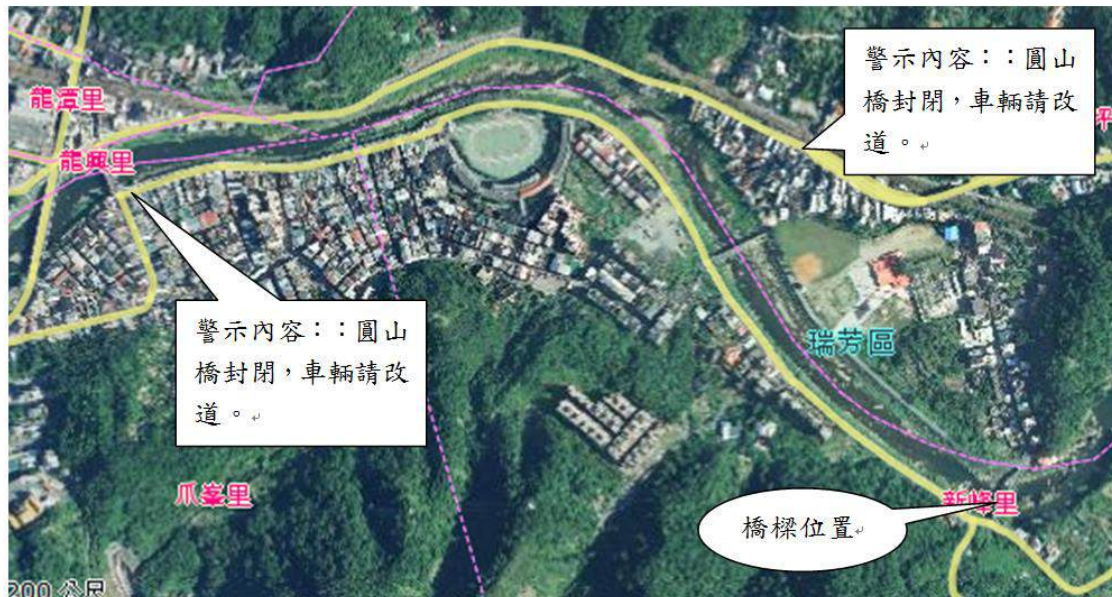 警示內容：：圓山
橋封閉，車輛請改
道。
龍潭里
平
龍興里
警示內容：：圓山
橋封閉，車輛請改
道。
瑞芳區
爪峯里
新峰里
橋樑位置
200 公尺